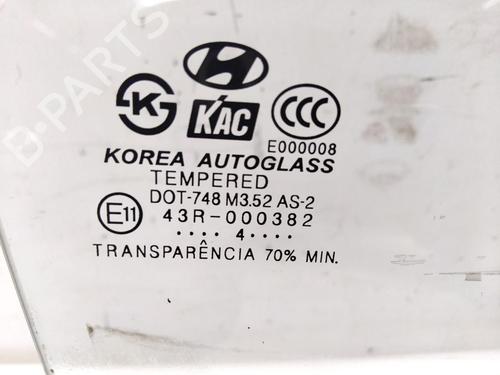 K
KAC
CCC
E000008
KOREA AUTOGLASS
TEMPERED
DOT-748 M3.52 AS-2
E11
43R-000382
.... 4 ....
TRANSPARÊNCIA 70% MIN.
B-PARTS